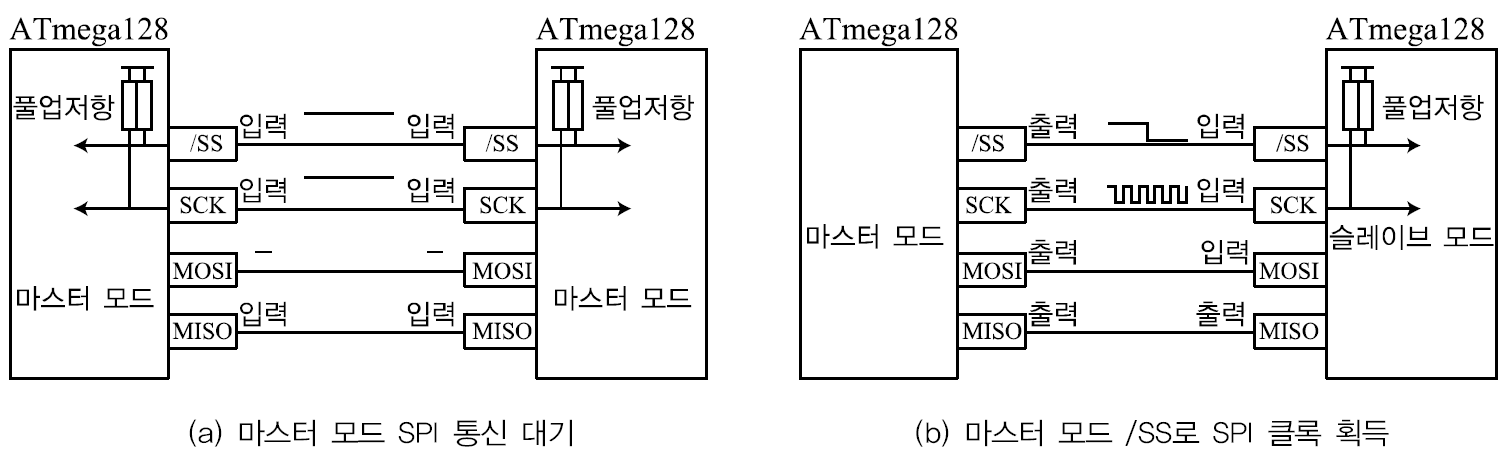 ATmega128 ATmega128 ATmega128 ATmega128
풀업저항 풀업저항 풀업저항
/SS 입력 입력 /SS /SS 출력 입력 /SS
SCK 입력 입력 SCK SCK 출력 입력 SCK
마스터 모드 슬레이브 모드
MOSI – – MOSI MOSI 출력 입력 MOSI
마스터 모드 마스터 모드
MISO 입력 입력 MISO MISO 출력 출력 MISO
(a) 마스터 모드 SPI 통신 대기
(b) 마스터 모드 /SS로 SPI 클록 획득